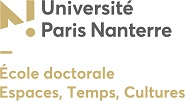 Université
Paris Nanterre
École doctorale
Espaces, Temps, Cultures